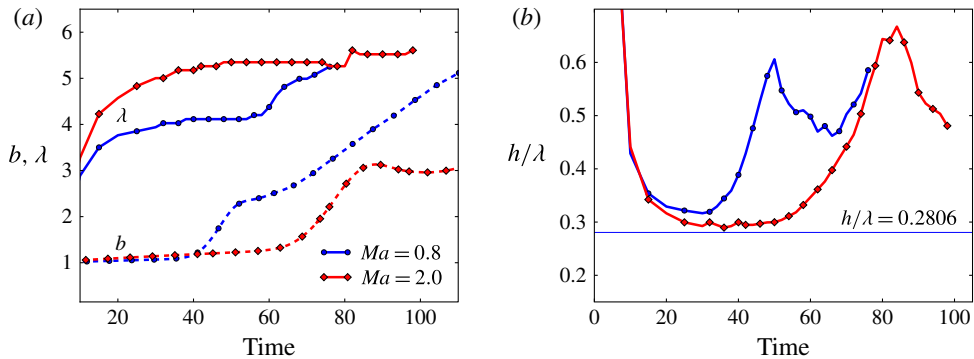 (a)
6
5
4
3
2
1
b, λ
λ
b
Ma = 0.8
Ma = 2.0
20 40 60 80 100
Time
(b)
0.6
0.5
0.4
0.3
0.2
h/λ
h/λ = 0.2806
0 20 40 60 80 100
Time